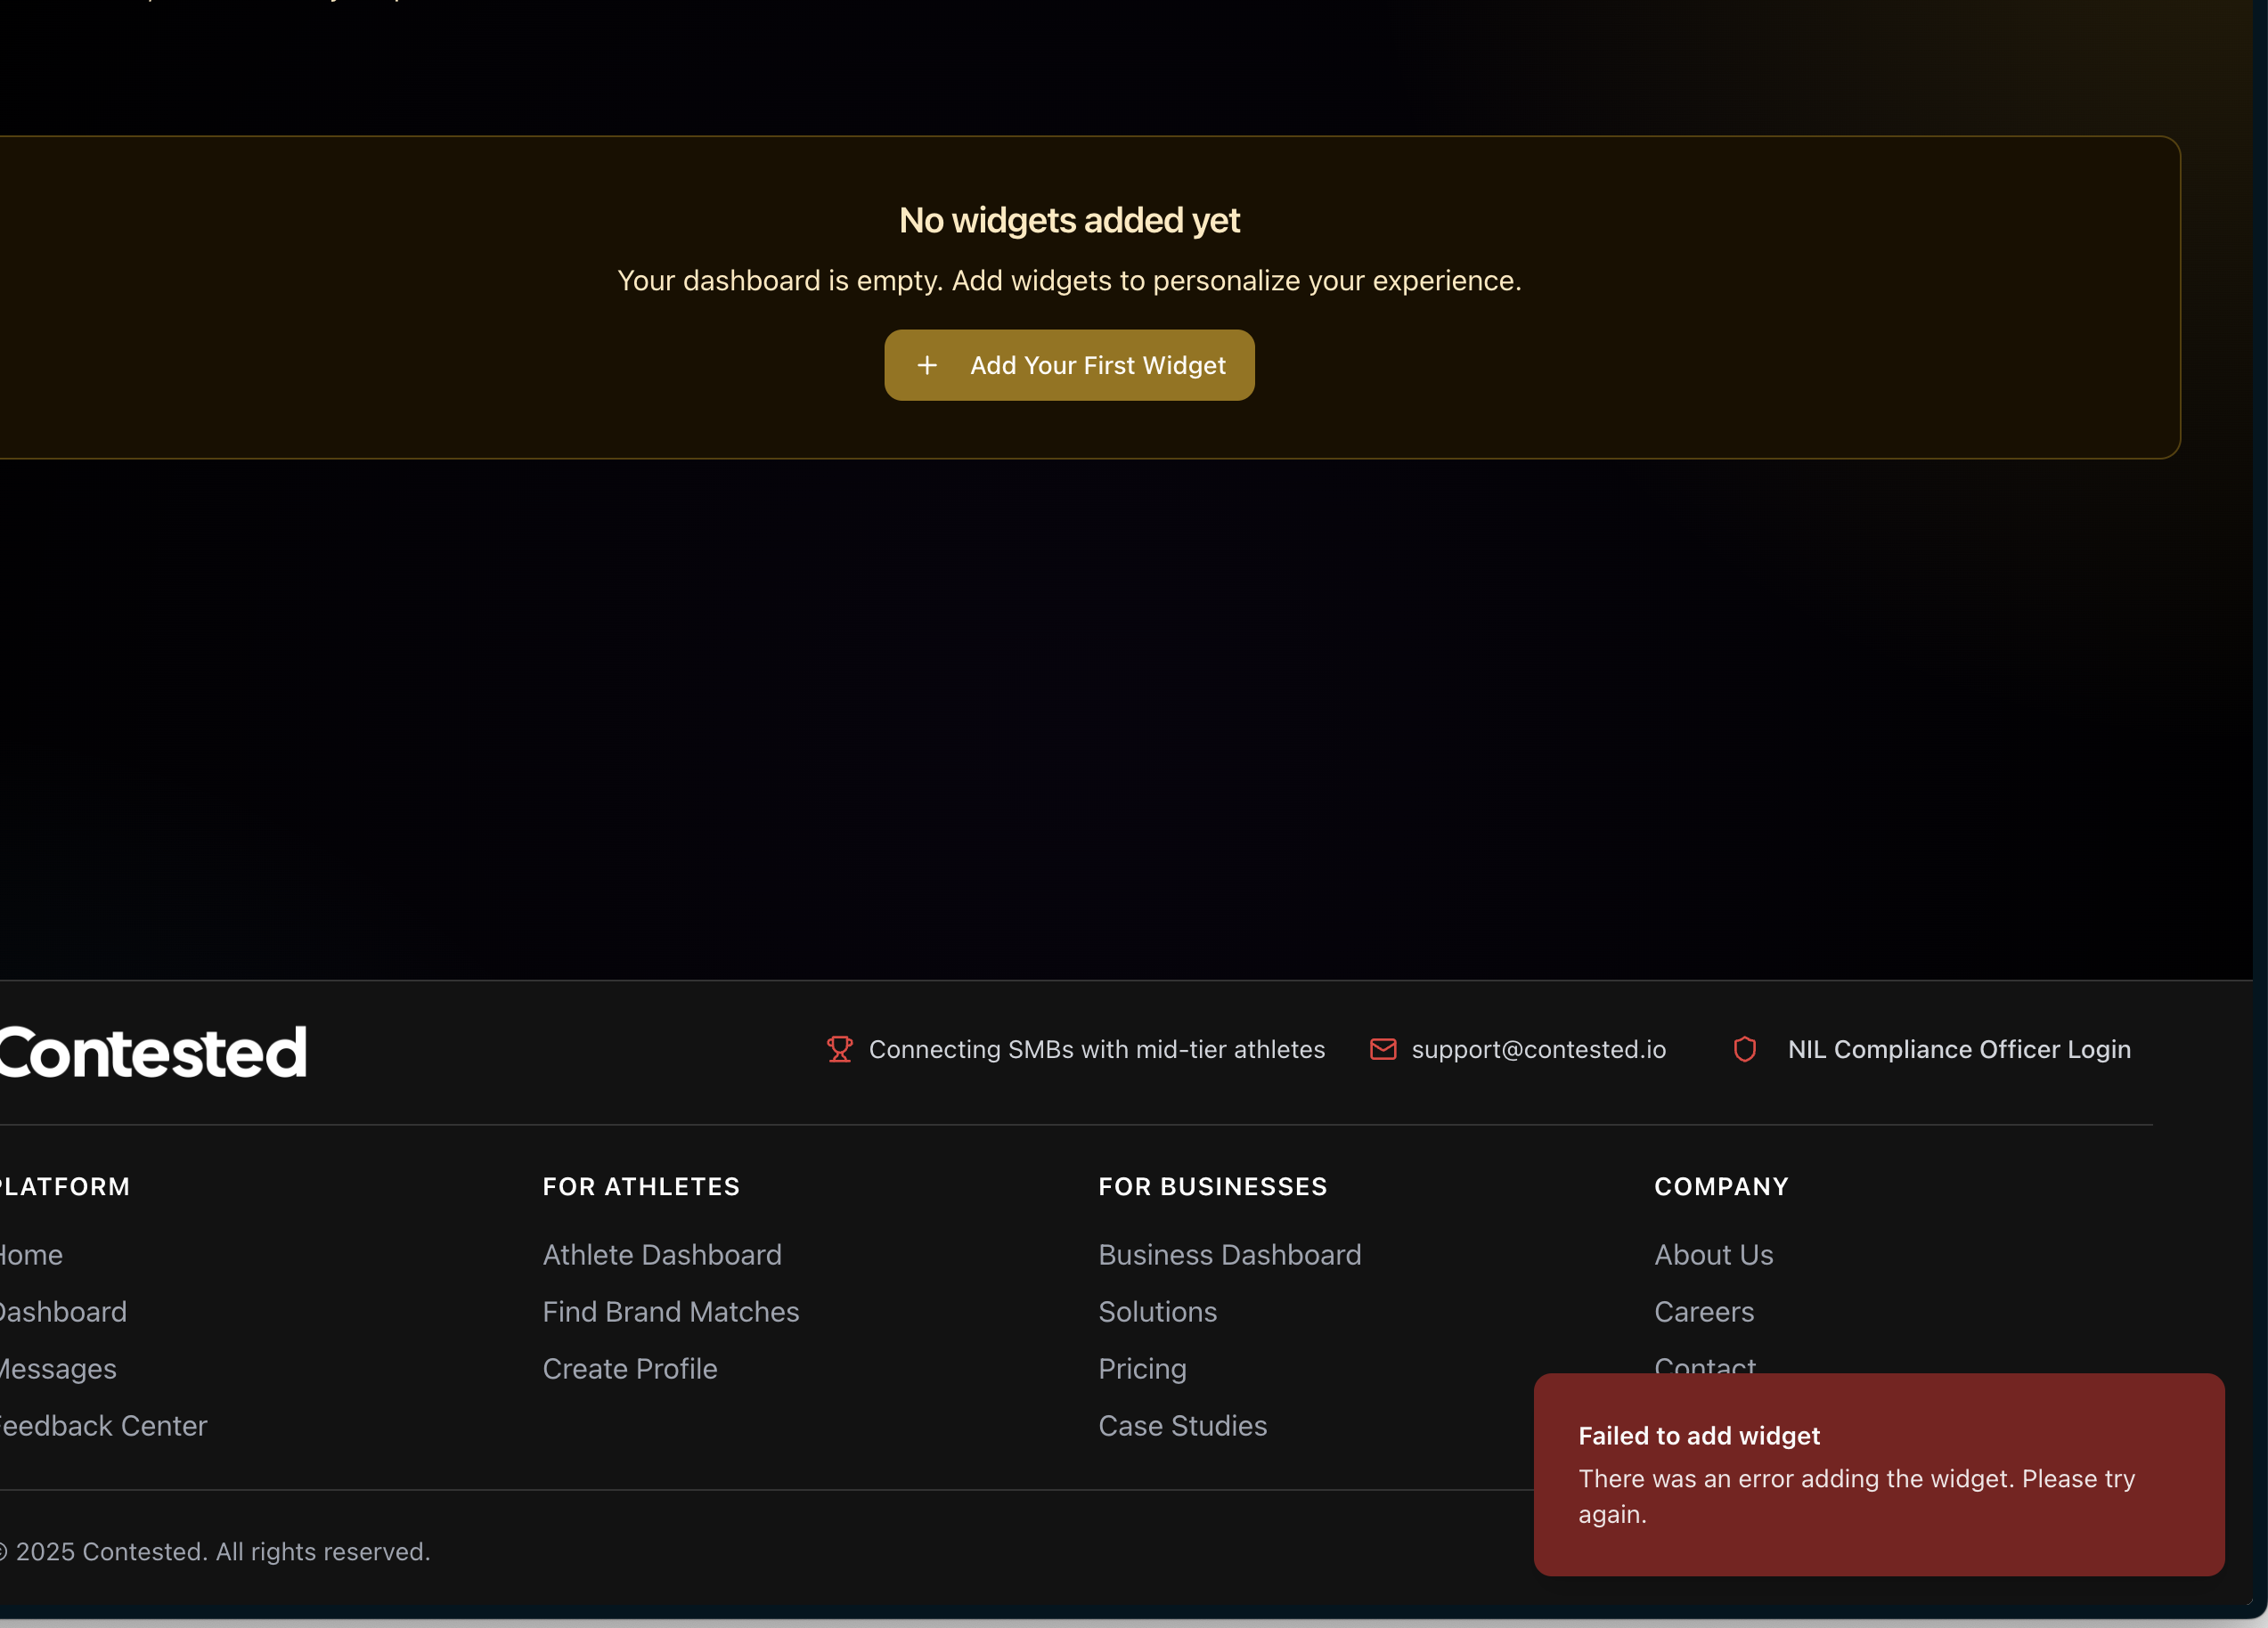 No widgets added yet
Your dashboard is empty. Add widgets to personalize your experience.
Add Your First Widget
Contested
Connecting SMBs with mid-tier athletes
support@contested.io
NIL Compliance Officer Login
PLATFORM
Home
Dashboard
Messages
Feedback Center
FOR ATHLETES
Athlete Dashboard
Find Brand Matches
Create Profile
FOR BUSINESSES
Business Dashboard
Solutions
Pricing
Case Studies
COMPANY
About Us
Careers
Contact
Failed to add widget
There was an error adding the widget. Please try
again.
© 2025 Contested. All rights reserved.